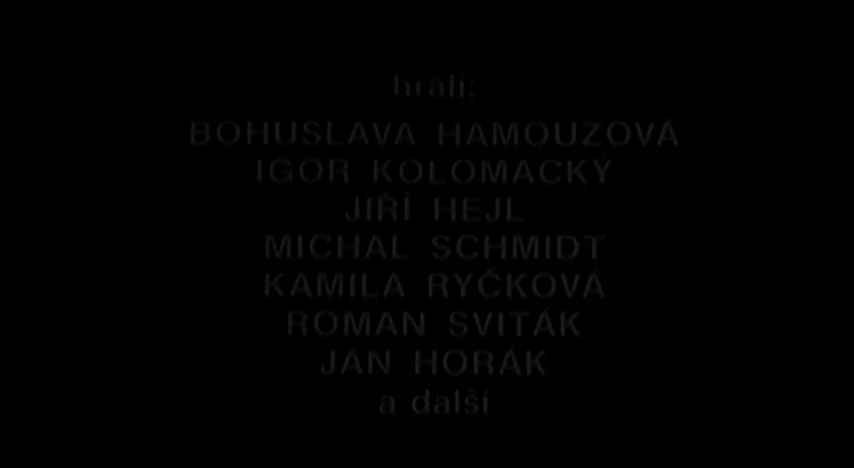 hráli:
BOHUSLAVA HAMOUZOVÁ
IGOR KOLOMACKÝ
JIŘÍ HEJL
MICHAL SCHMIDT
KAMILA RYČKOVÁ
ROMAN SVITÁK
JAN HORÁK
a další